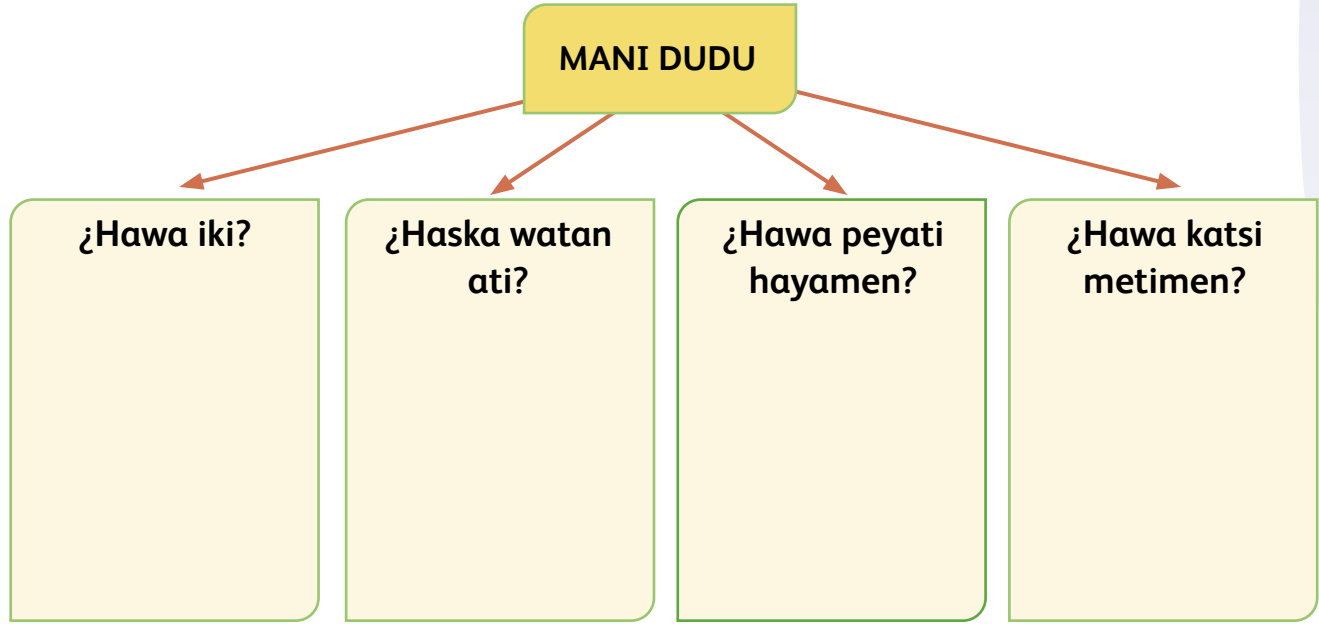 MANI DUDU
¿Hawa iki?
¿Haska watan
ati?
¿Hawa peyati
hayamen?
¿Hawa katsi
metimen?